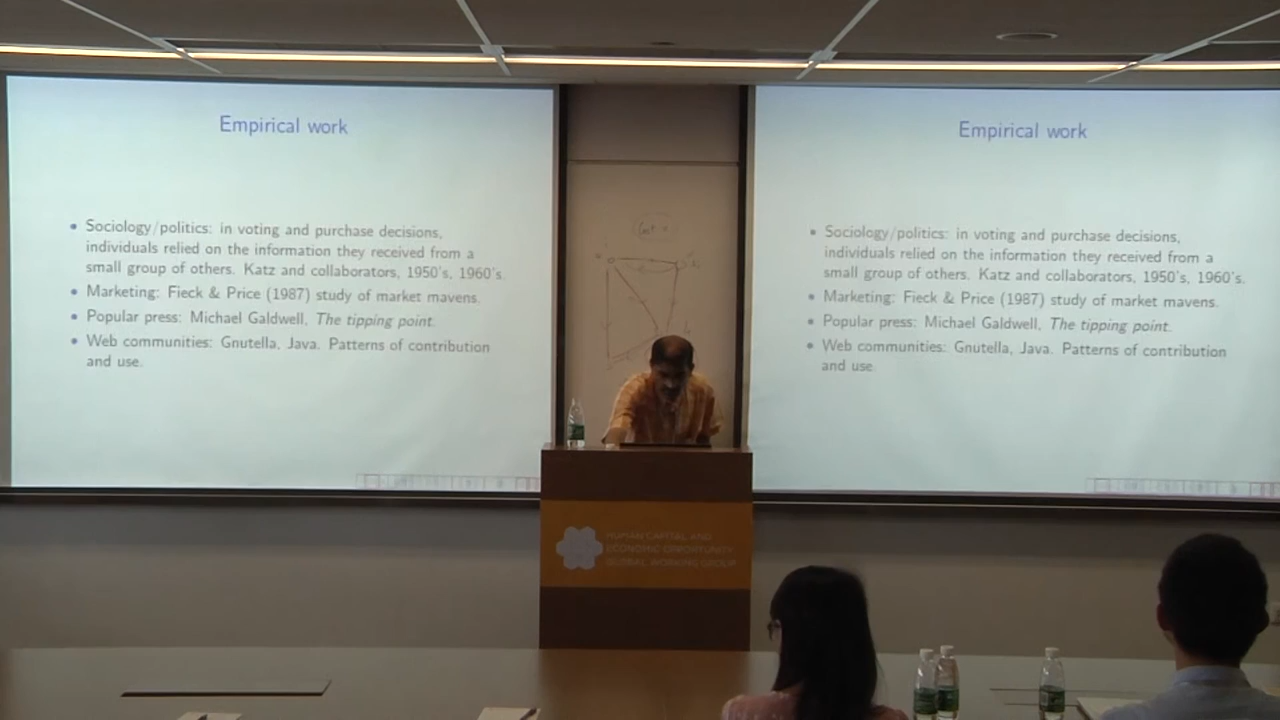 Empirical work
• Sociology/politics: in voting and purchase decisions,
individuals relied on the information they received from a
small group of others. Katz and collaborators, 1950's, 1960's.
• Marketing: Fieck & Price (1987) study of market mavens.
• Popular press: Michael Galdwell, The tipping point.
• Web communities: Gnutella, Java. Patterns of contribution
and use.
Empirical work
• Sociology/politics: in voting and purchase decisions,
individuals relied on the information they received from a
small group of others. Katz and collaborators, 1950's, 1960's.
• Marketing: Fieck & Price (1987) study of market mavens.
• Popular press: Michael Galdwell, The tipping point.
• Web communities: Gnutella, Java. Patterns of contribution
and use.
HUMAN CAPITAL AND
ECONOMIC OPPORTUNITY
GLOBAL WORKING GROUP